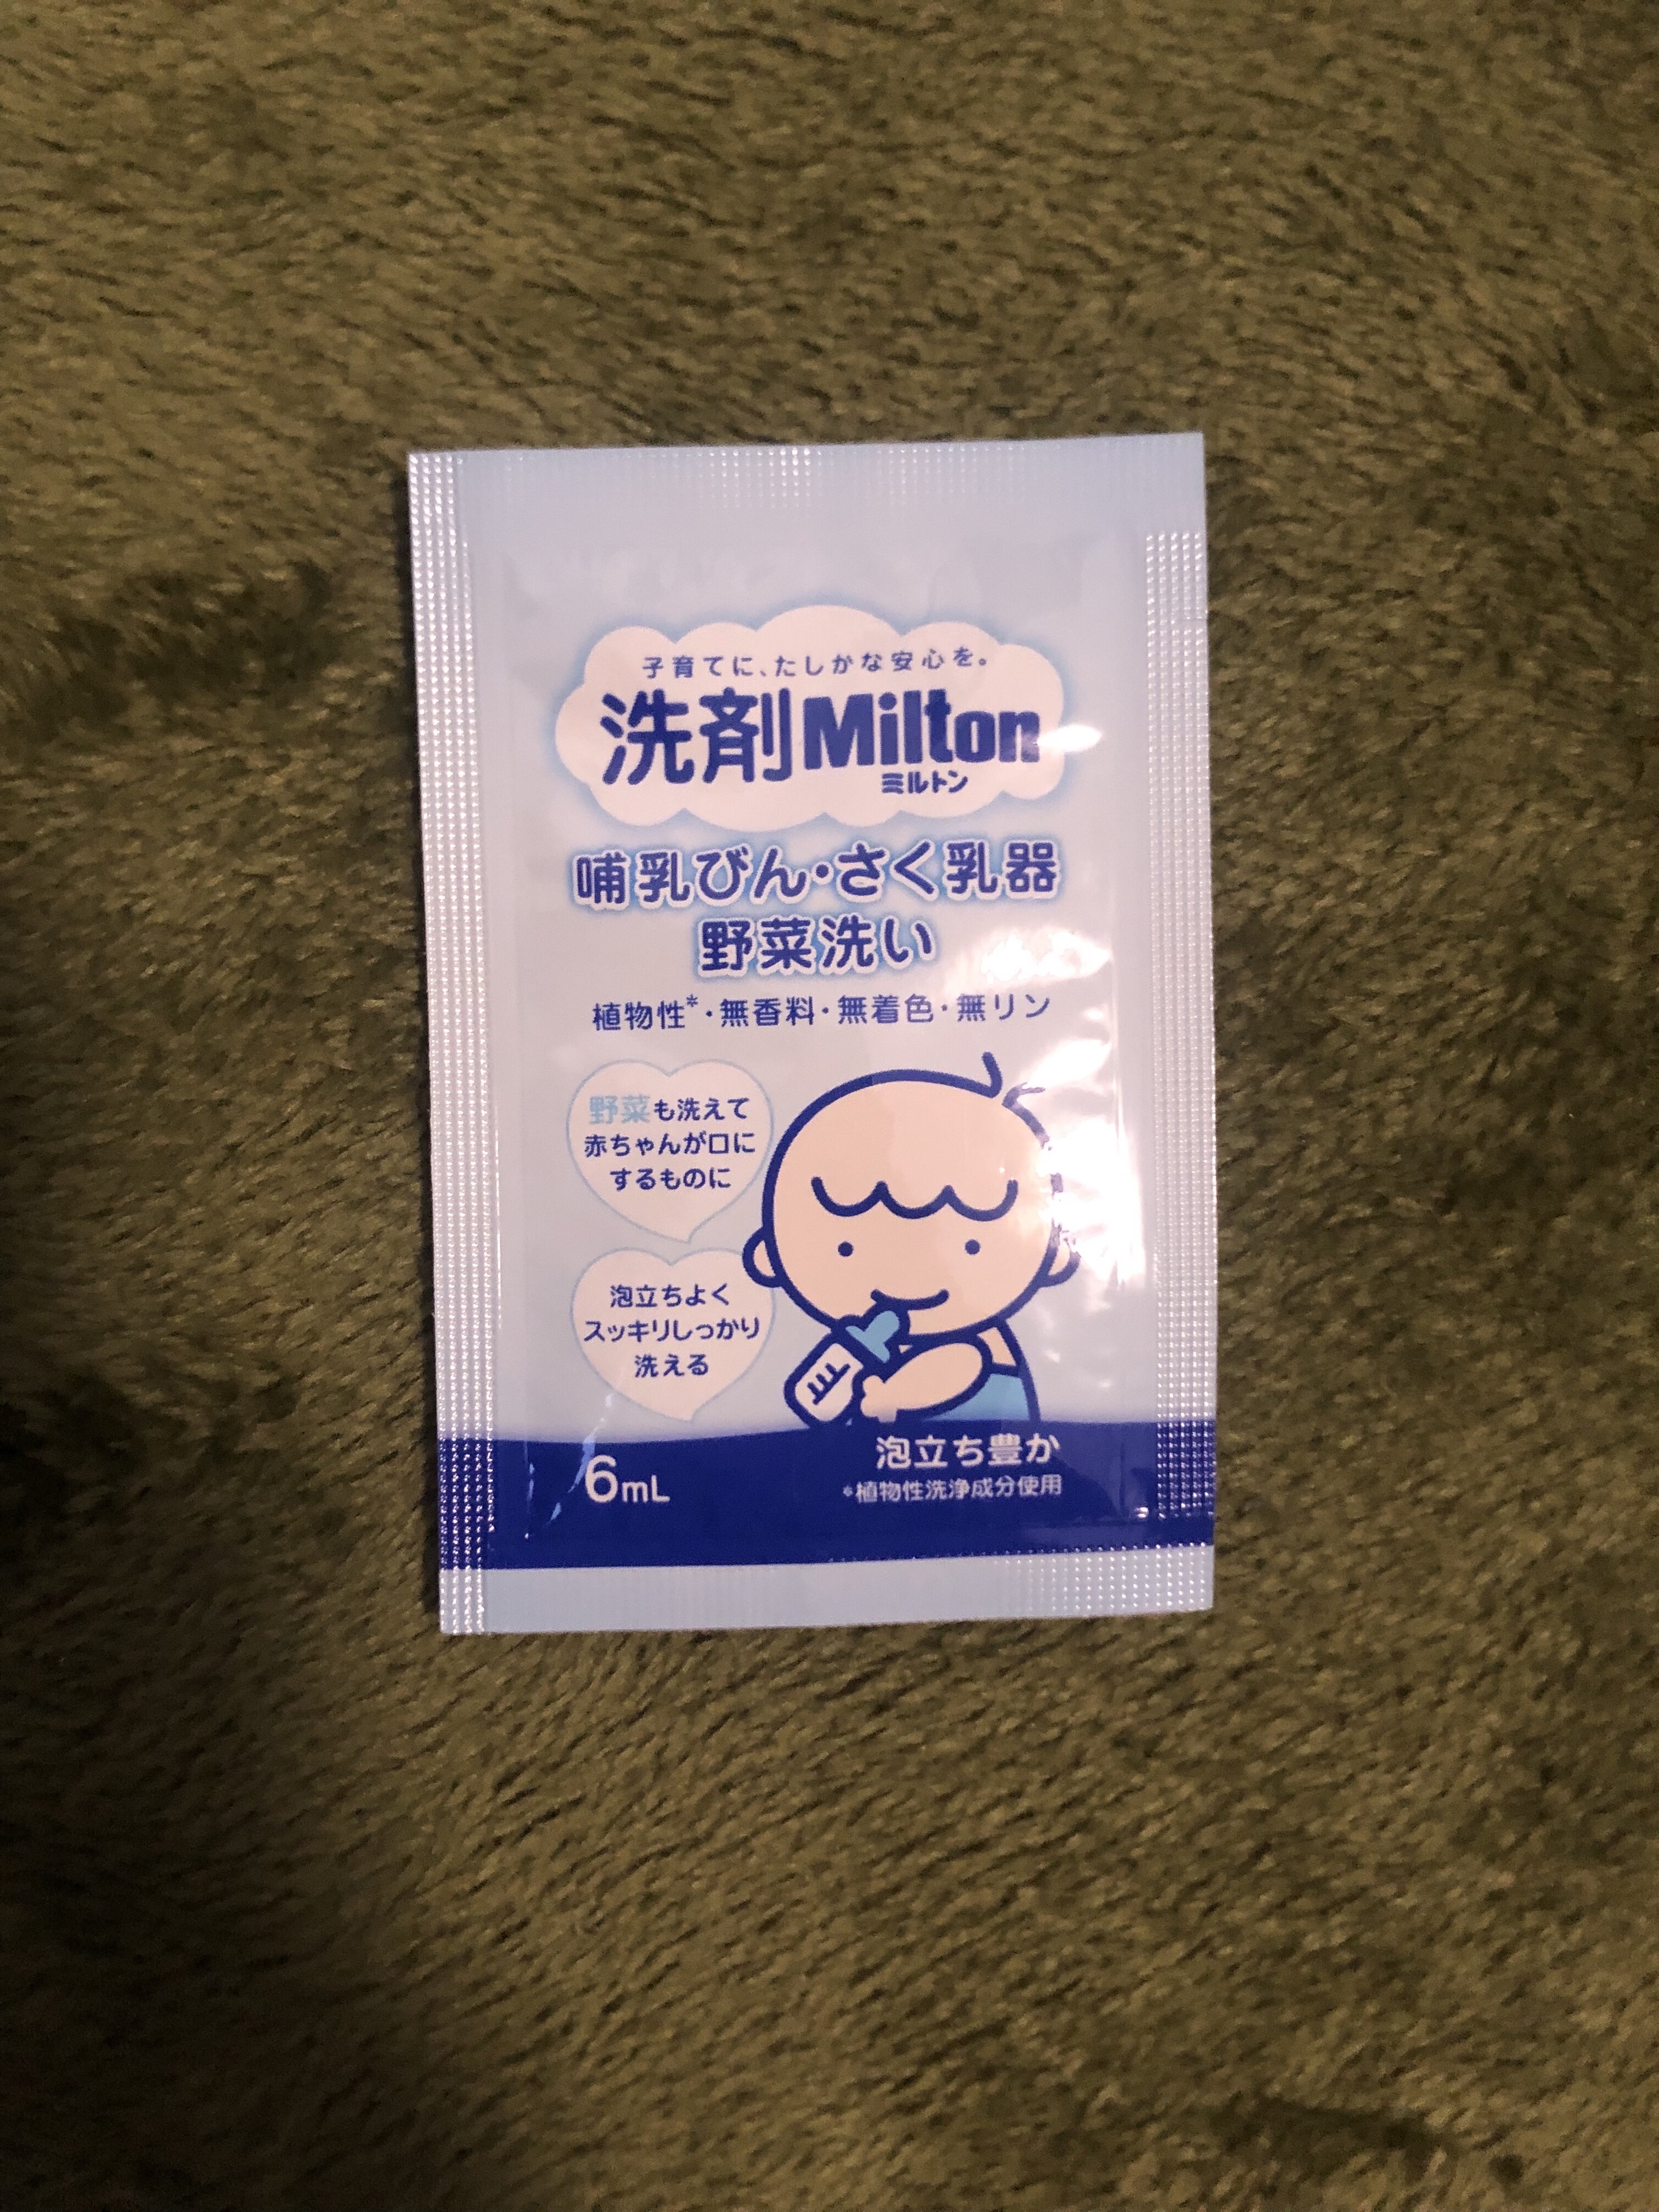 子育てに、たしかな安心を。
洗剤Milton
ミルトン
哺乳びん・さく乳器
野菜洗い
植物性*・無香料・無着色・無リン
野菜も洗えて
赤ちゃんが口に
するものに
泡立ちよく
スッキリしっかり
洗える
6mL
泡立ち豊か
*植物性洗浄成分使用